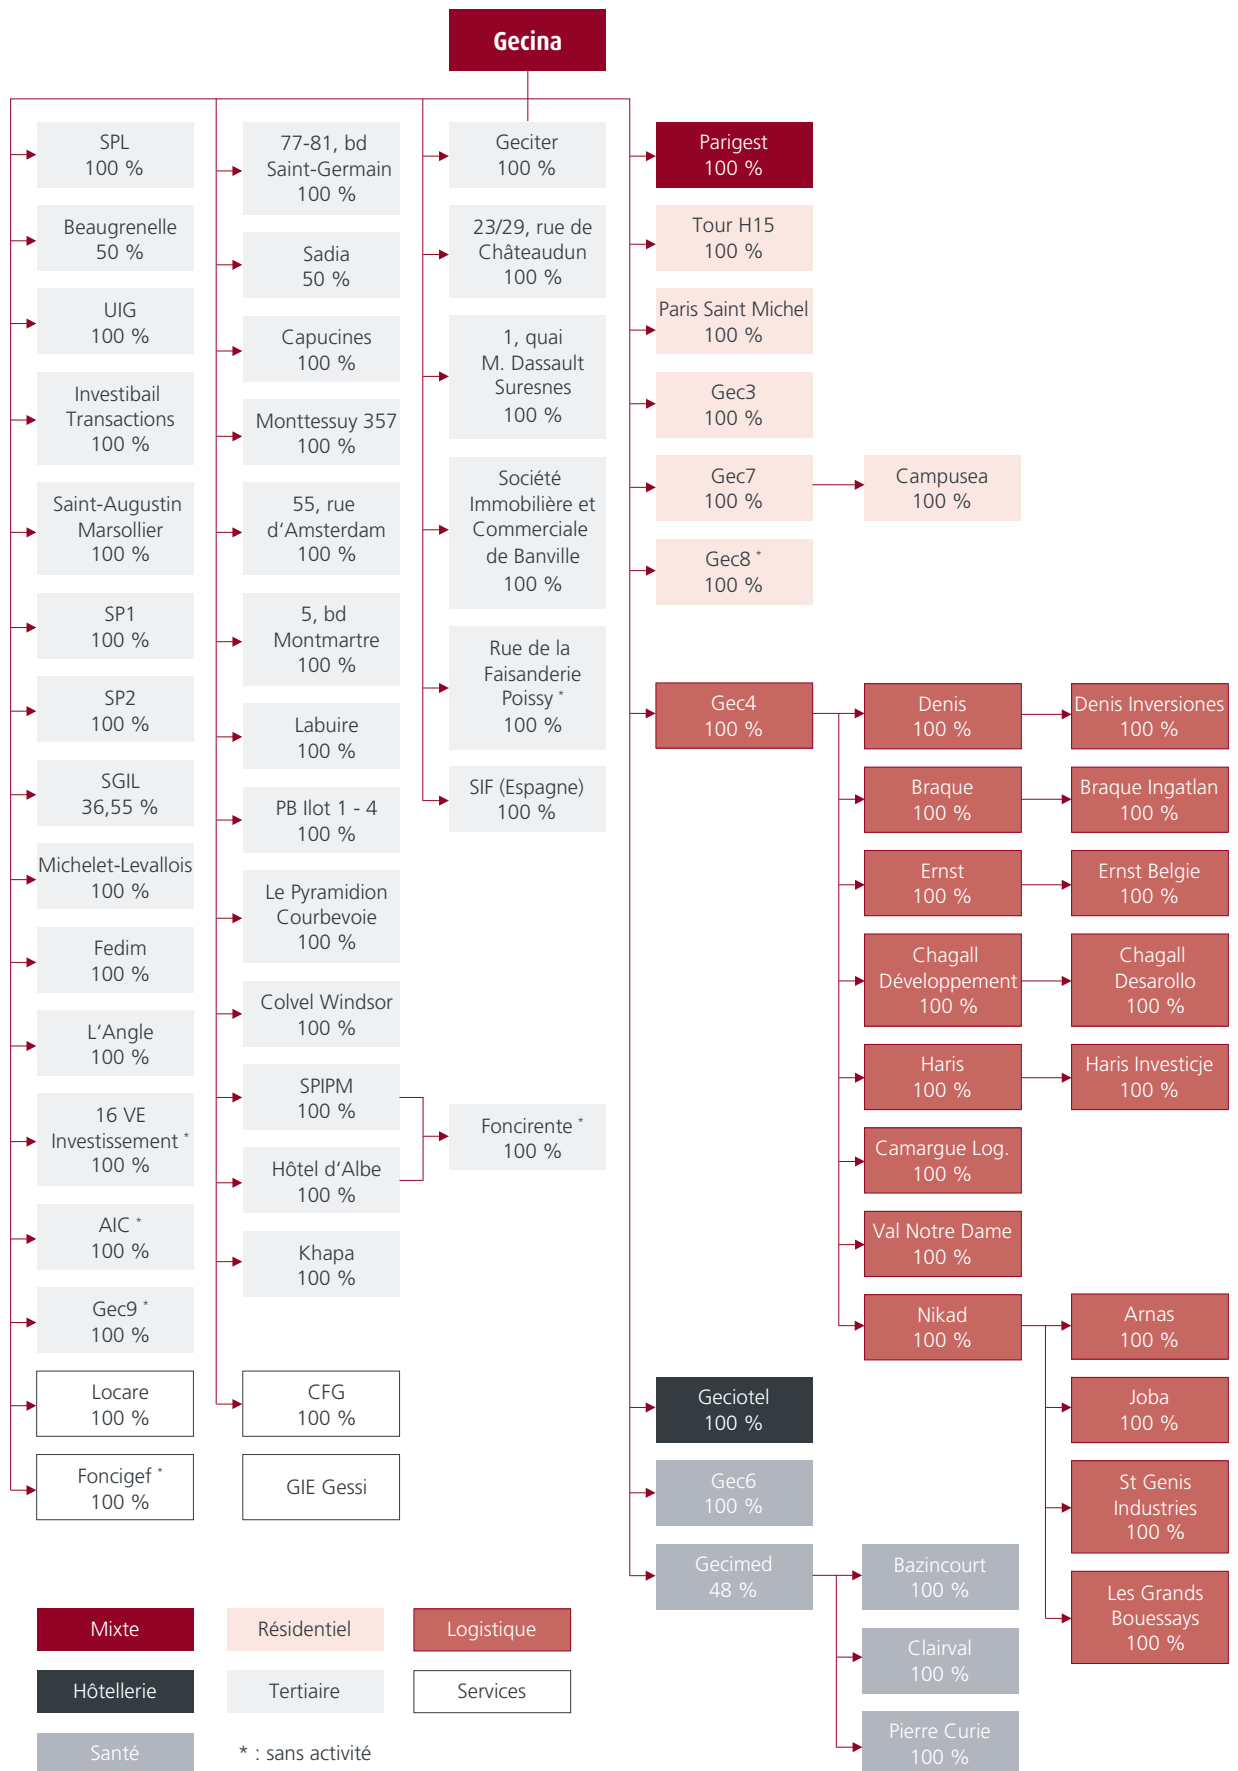 Gecina
SPL
100 %
Beaugrenelle
50 %
UIG
100 %
Investibail
Transactions
100 %
Saint-Augustin
Marsollier
100 %
SP1
100 %
SP2
100 %
SGIL
36,55 %
Michelet-Levallois
100 %
Fedim
100 %
L'Angle
100 %
16 VE
Investissement *
100 %
AIC *
100 %
Gec9 *
100 %
Locare
100 %
Foncigef *
100 %
77-81, bd
Saint-Germain
100 %
Sadia
50 %
Capucines
100 %
Monttessuy 357
100 %
55, rue
d'Amsterdam
100 %
5, bd
Montmartre
100 %
Labuire
100 %
PB Ilot 1 - 4
100 %
Le Pyramidion
Courbevoie
100 %
Colvel Windsor
100 %
SPIPM
100 %
Hôtel d'Albe
100 %
Khapa
100 %
CFG
100 %
GIE Gessi
Geciter
100 %
23/29, rue de
Châteaudun
100 %
1, quai
M. Dassault
Suresnes
100 %
Société
Immobilière et
Commerciale
de Banville
100 %
Rue de la
Faisanderie
Poissy *
100 %
SIF (Espagne)
100 %
Foncirente *
100 %
Parigest
100 %
Tour H15
100 %
Paris Saint Michel
100 %
Gec3
100 %
Gec7
100 %
Campusea
100 %
Gec8 *
100 %
Gec4
100 %
Denis
100 %
Denis Inversiones
100 %
Braque
100 %
Braque Ingatlan
100 %
Ernst
100 %
Ernst Belgie
100 %
Chagall
Développement
100 %
Chagall
Desarollo
100 %
Haris
100 %
Haris Investicje
100 %
Camargue Log.
100 %
Val Notre Dame
100 %
Nikad
100 %
Arnas
100 %
Joba
100 %
St Genis
Industries
100 %
Les Grands
Bouessays
100 %
Geciotel
100 %
Gec6
100 %
Gecimed
48 %
Bazincourt
100 %
Clairval
100 %
Pierre Curie
100 %
Mixte
Résidentiel
Logistique
Hôtellerie
Tertiaire
Services
Santé
* : sans activité